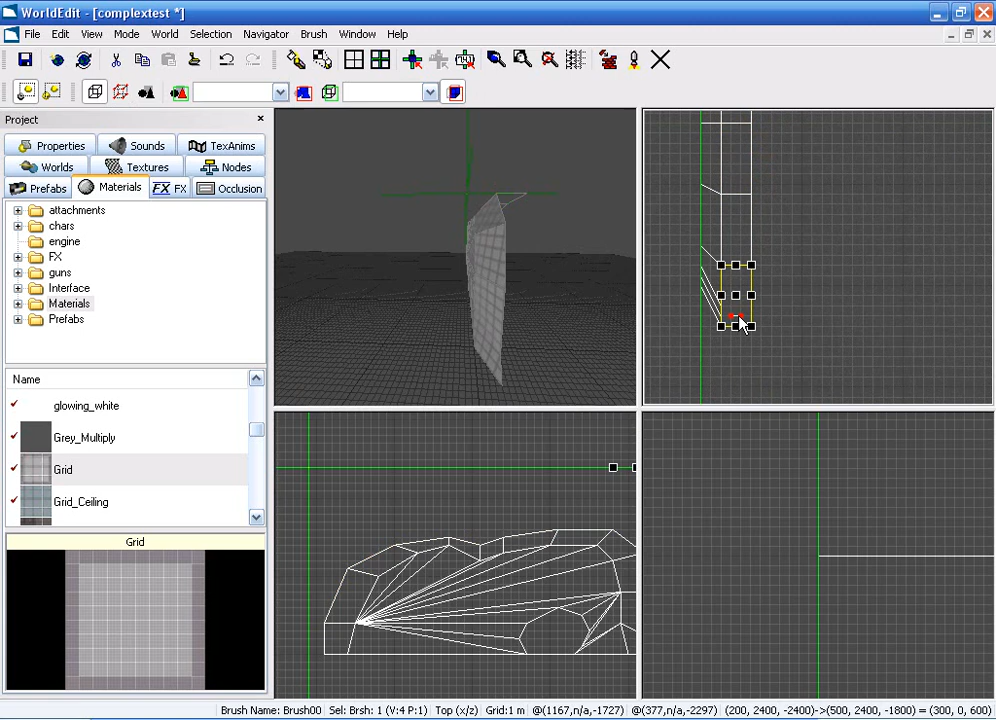 WorldEdit - [complextest *]
File Edit View Mode World Selection Navigator Brush Window Help
Project
Properties Sounds TexAnims
Worlds Textures Nodes
Prefabs Materials FX FX Occlusion
attachments
chars
engine
FX
guns
Interface
Materials
Prefabs
Name
glowing_white
Grey_Multiply
Grid
Grid_Ceiling
Grid
Brush Name: Brush00 Sel: Brsh: 1 (V:4 P:1) Top (x/z) Grid:1 m @(1167,n/a,-1727) @(377,n/a,-2297) (200, 2400, -2400)->(500, 2400, -1800) = (300, 0, 600)